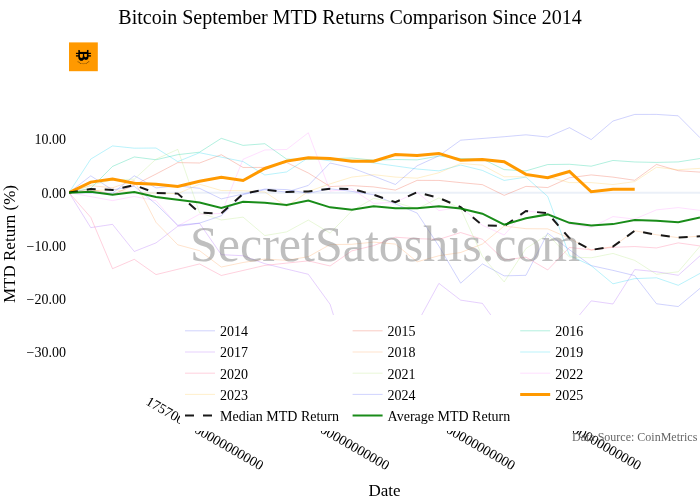 Bitcoin September MTD Returns Comparison Since 2014
10.00
0.00
−10.00
−20.00
−30.00
MTD Return (%)
SecretSatoshis.com
2014
2015
2016
2017
2018
2019
2020
2021
2022
2023
2024
2025
Median MTD Return
Average MTD Return
Data Source: CoinMetrics
Date